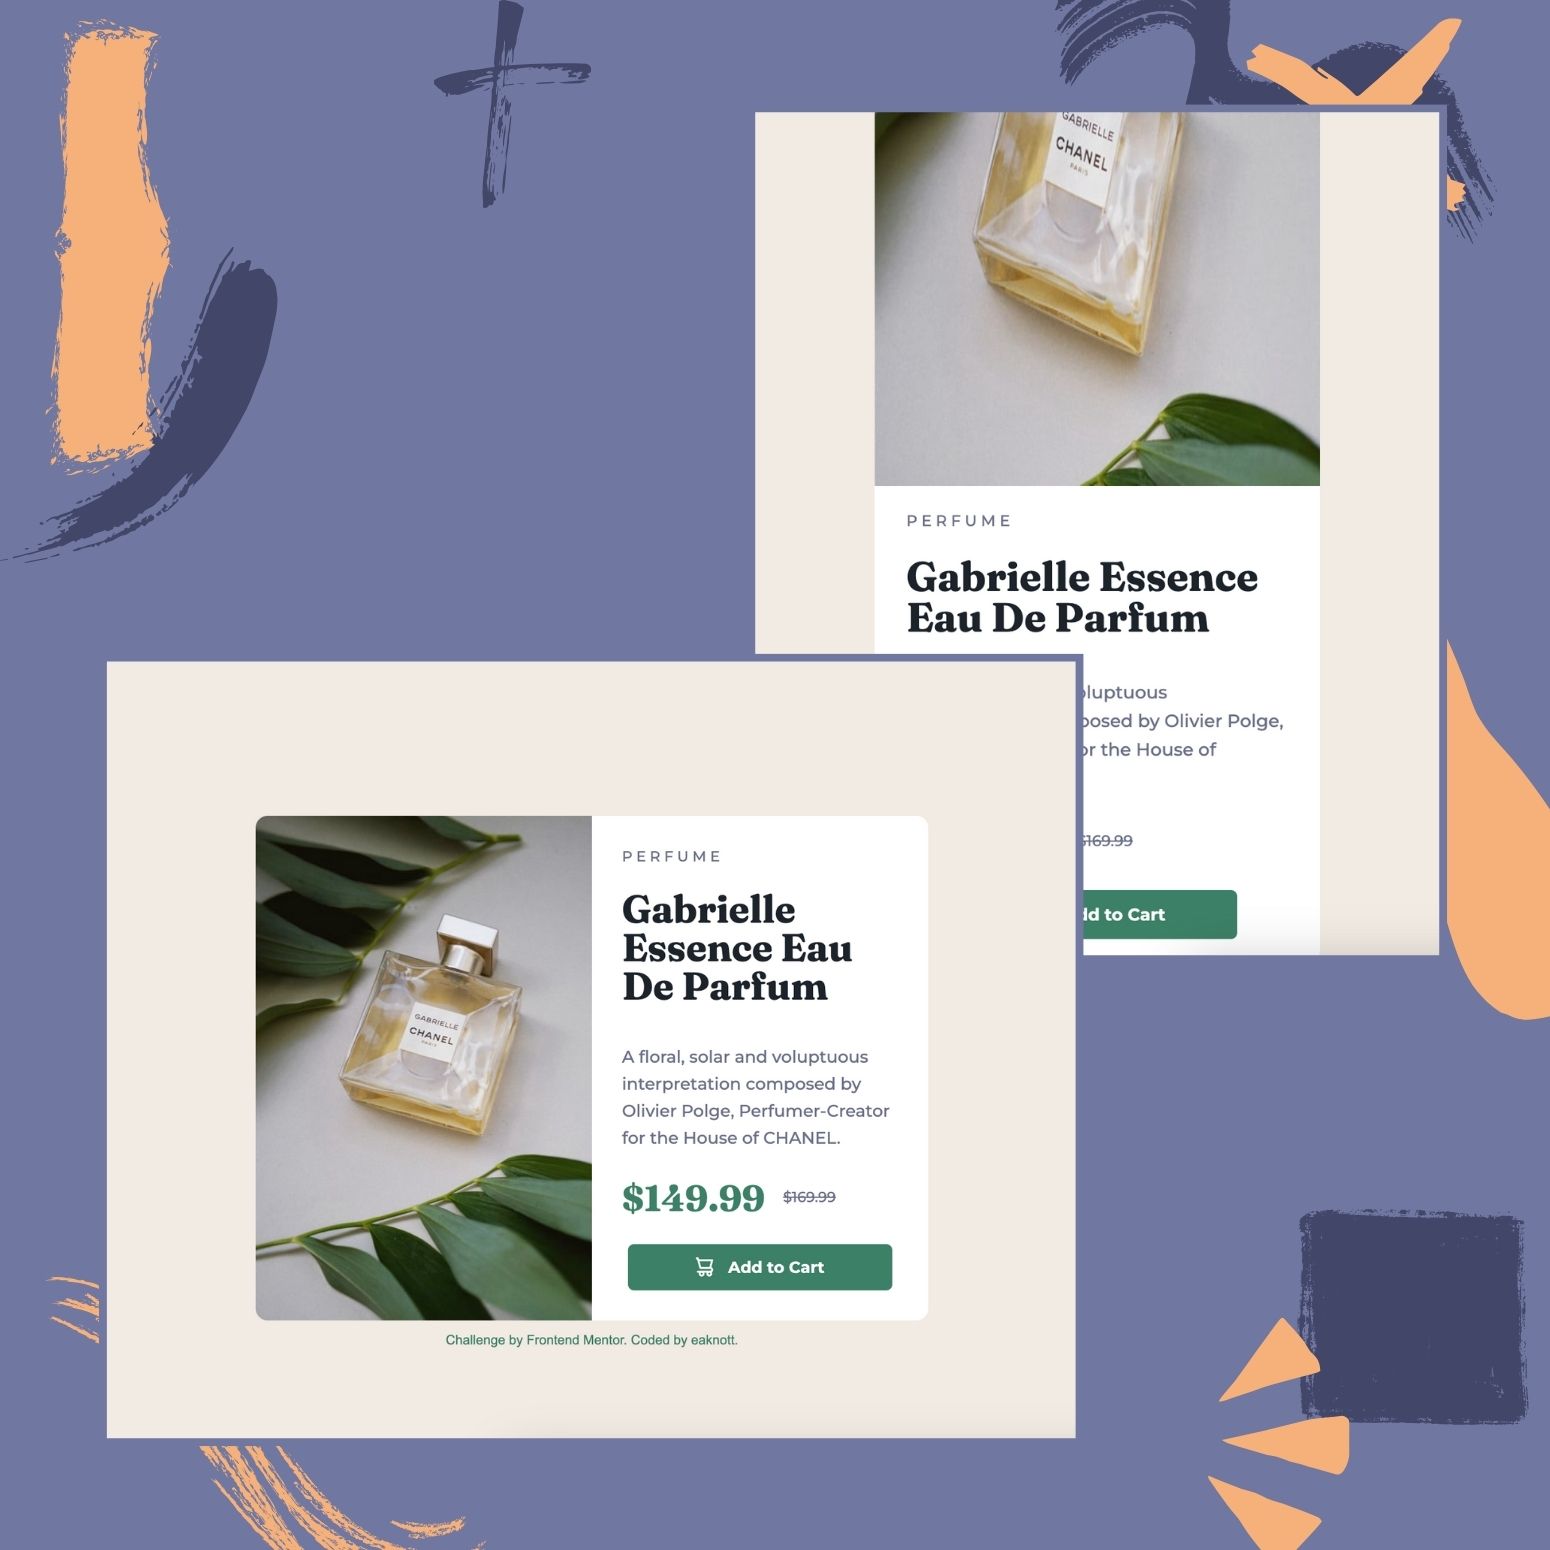 GABRIELLE
CHANEL
PARIS
PERFUME
Gabrielle Essence
Eau De Parfum
posed by Olivier Polge,
the House of
$169.99
to Cart
PERFUME
Gabrielle
Essence Eau
De Parfum
A floral, solar and voluptuous
interpretation composed by
Olivier Polge, Perfumer-Creator
for the House of CHANEL.
$149.99 $169.99
Add to Cart
GABRIELLE
CHANEL
PARIS
Challenge by Frontend Mentor. Coded by eaknott.